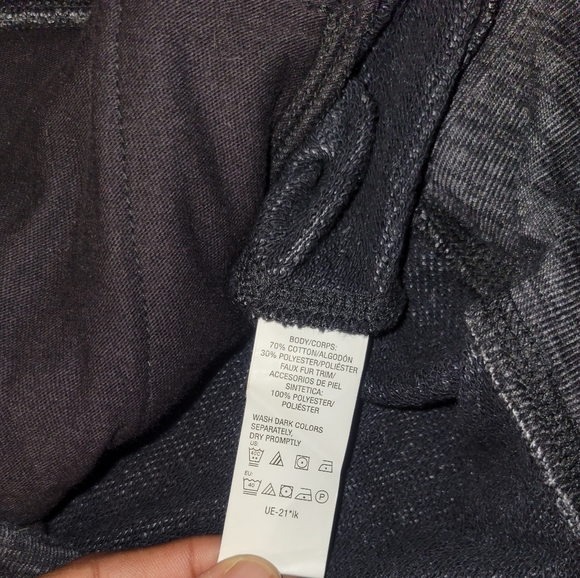 BODY/CORPS:
70% COTTON/ALGODÓN
30% POLYESTER/POLIÉSTER
FAUX FUR TRIM/
ACCESORIOS DE PIEL
SINTETICA:
100% POLYESTER/
POLIÉSTER
WASH DARK COLORS
SEPARATELY,
DRY PROMPTLY
US:
EU:
40 P
UE-21*lk